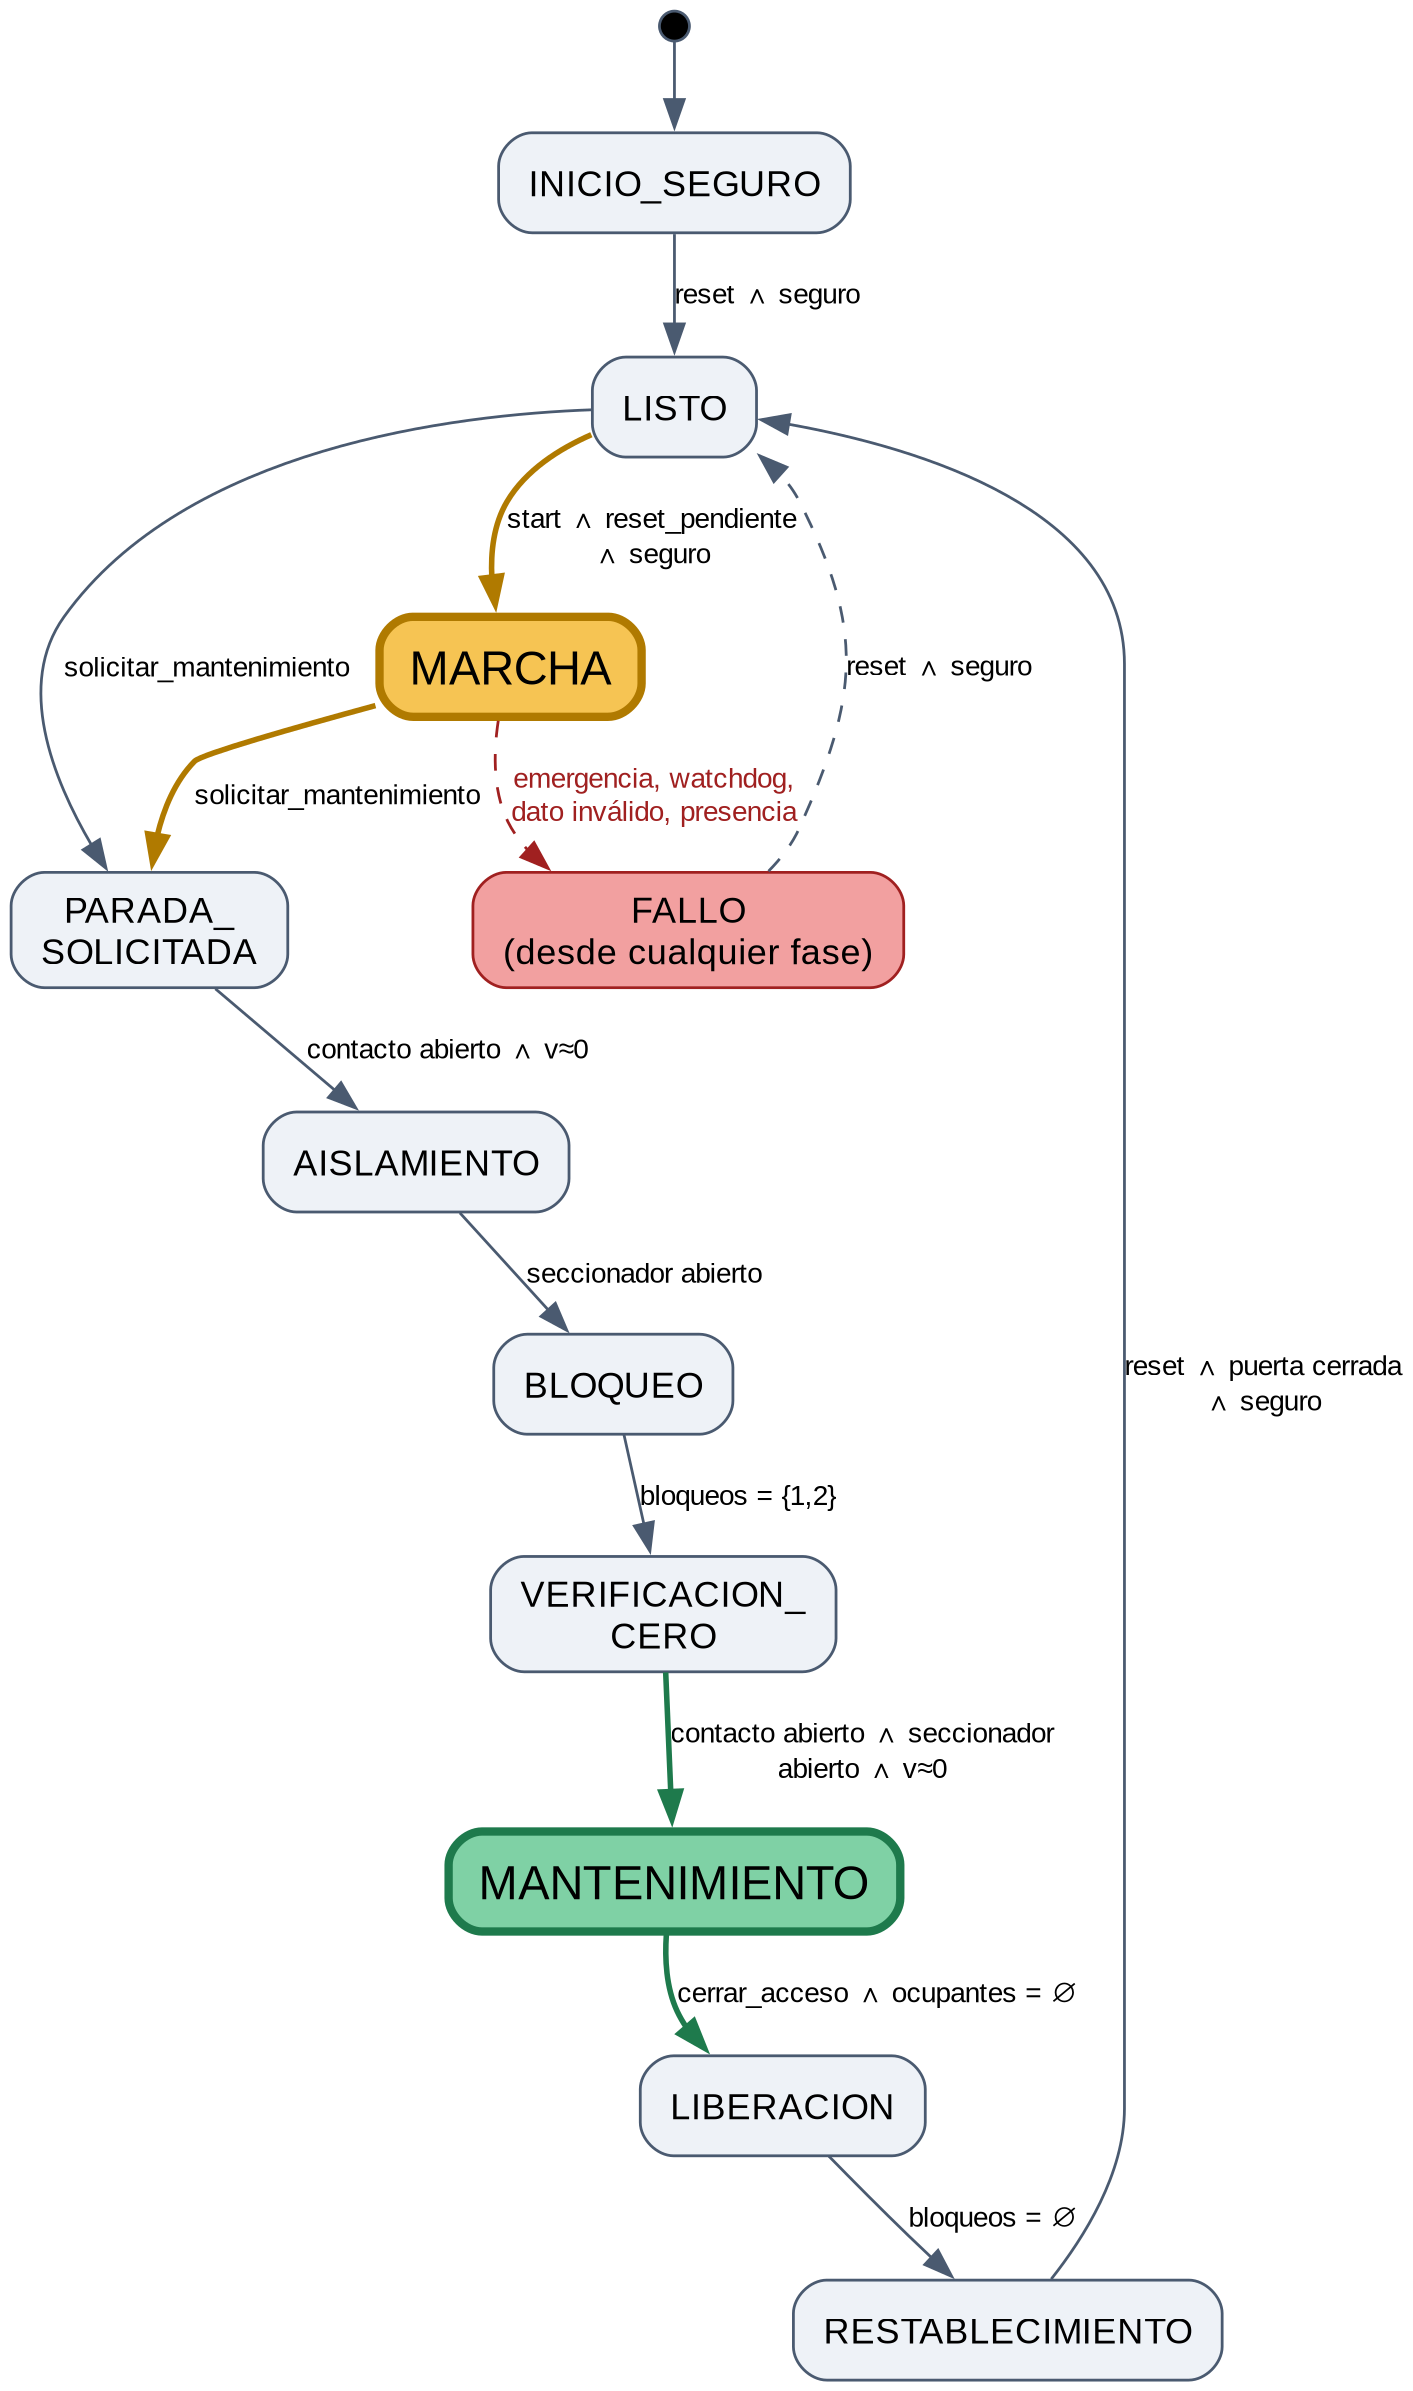 INICIO_SEGURO
reset ∧ seguro
LISTO
start ∧ reset_pendiente
∧ seguro
solicitar_mantenimiento
MARCHA
reset ∧ seguro
solicitar_mantenimiento
emergencia, watchdog,
dato inválido, presencia
PARADA_
SOLICITADA
FALLO
(desde cualquier fase)
contacto abierto ∧ v≈0
AISLAMIENTO
seccionador abierto
BLOQUEO
reset ∧ puerta cerrada
∧ seguro
bloqueos = {1,2}
VERIFICACION_
CERO
contacto abierto ∧ seccionador
abierto ∧ v≈0
MANTENIMIENTO
cerrar_acceso ∧ ocupantes = ∅
LIBERACION
bloqueos = ∅
RESTABLECIMIENTO